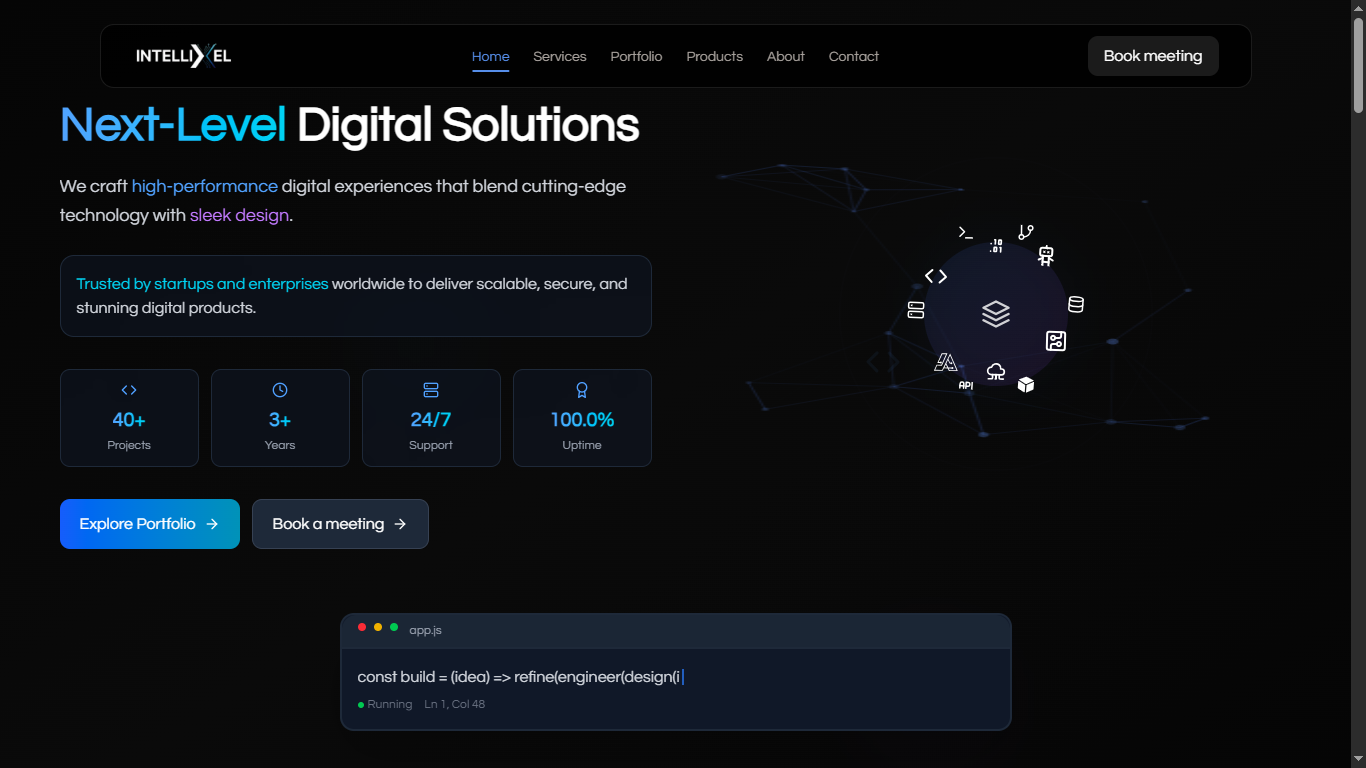 INTELLIXEL
Home
Services
Portfolio
Products
About
Contact
Book meeting
Next-Level Digital Solutions
We craft high-performance digital experiences that blend cutting-edge
technology with sleek design.
Trusted by startups and enterprises worldwide to deliver scalable, secure, and
stunning digital products.
40+
Projects
3+
Years
24/7
Support
100.0%
Uptime
Explore Portfolio
Book a meeting
API
app.js
const build = (idea) => refine(engineer(design(i
Running
Ln 1, Col 48